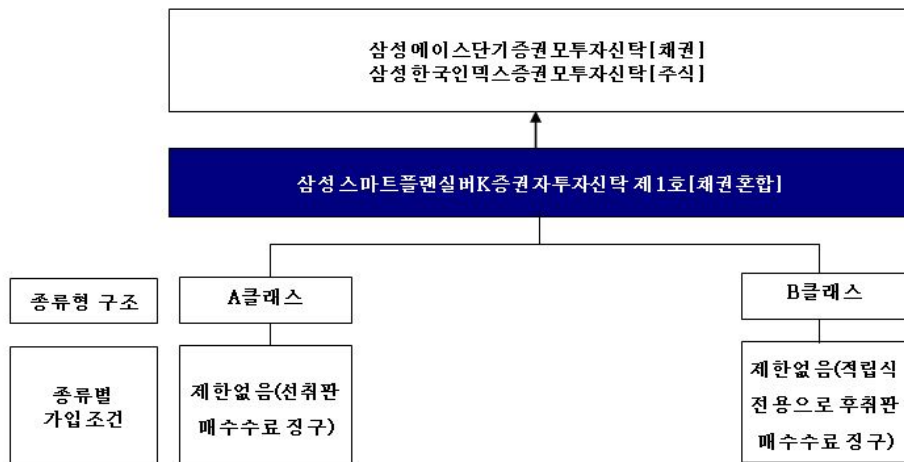 삼성에이스단기증권모투자신탁[채권]
삼성한국인덱스증권모투자신탁[주식]
삼성스마트플랜실버K증권자투자신탁 제1호[채권혼합]
종류형 구조
A클래스
B클래스
종류별
가입조건
제한없음(선취판
매수수료 징구)
제한없음(적립식
전용으로 후취판
매수수료 징구)